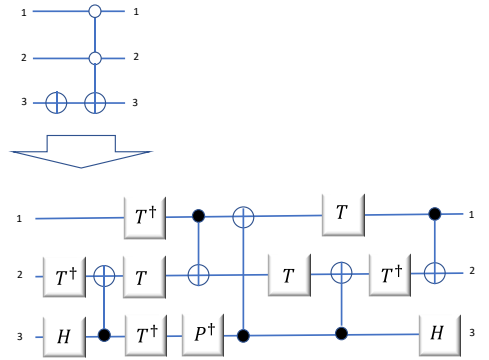 1 1
2 2
3 3
1 T† T 1
2 T† T T T† 2
3 H T† P† H 3